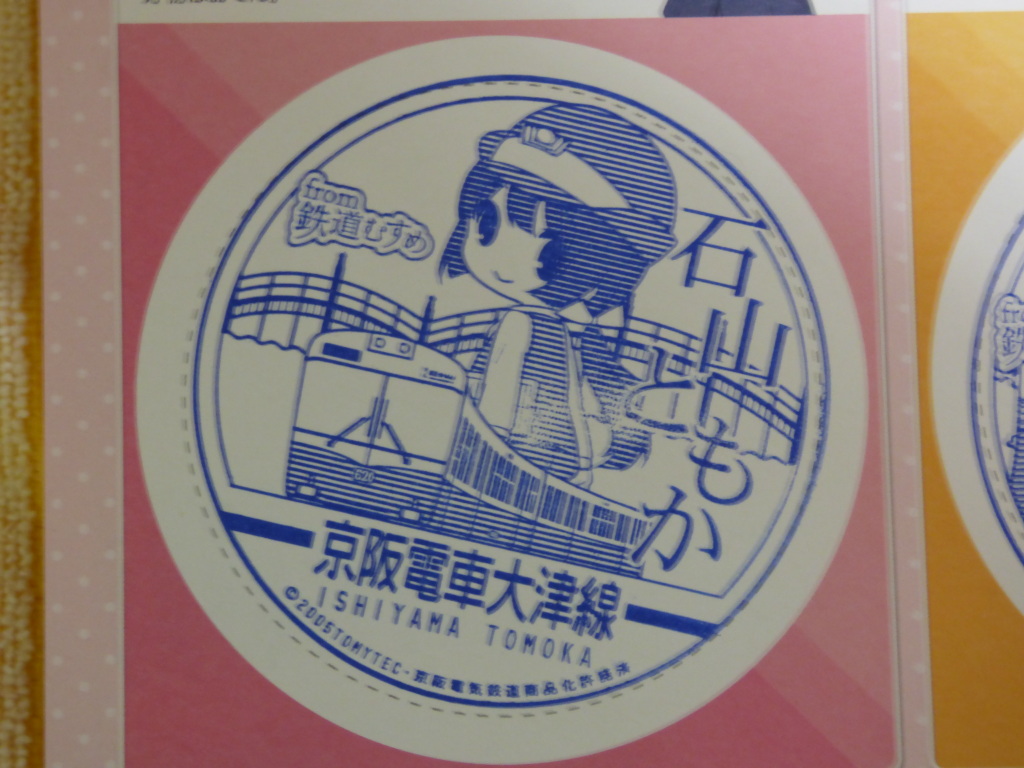 from
鉄道むすめ
石山ともか
京阪電車大津線
ISHIYAMA TOMOKA
©2005TOMYTEC・京阪電気鉄道商品化許諾済